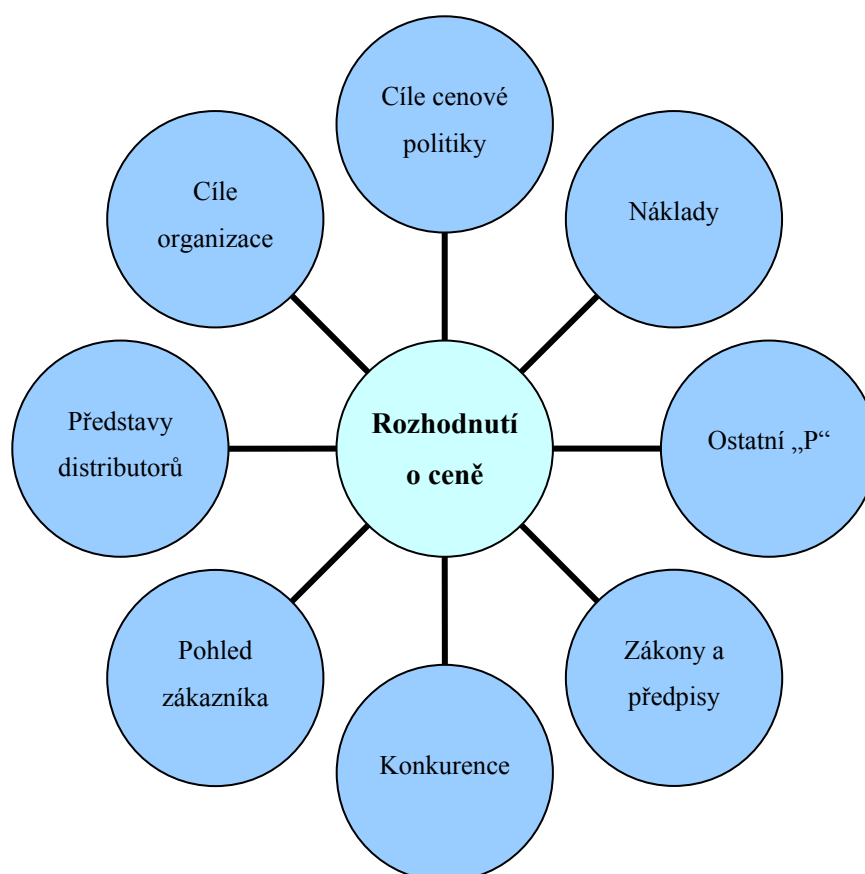 Cíle cenové
politiky
Cíle
organizace
Náklady
Představy
distributorů
Rozhodnutí
o ceně
Ostatní „P“
Pohled
zákazníka
Zákony a
předpisy
Konkurence